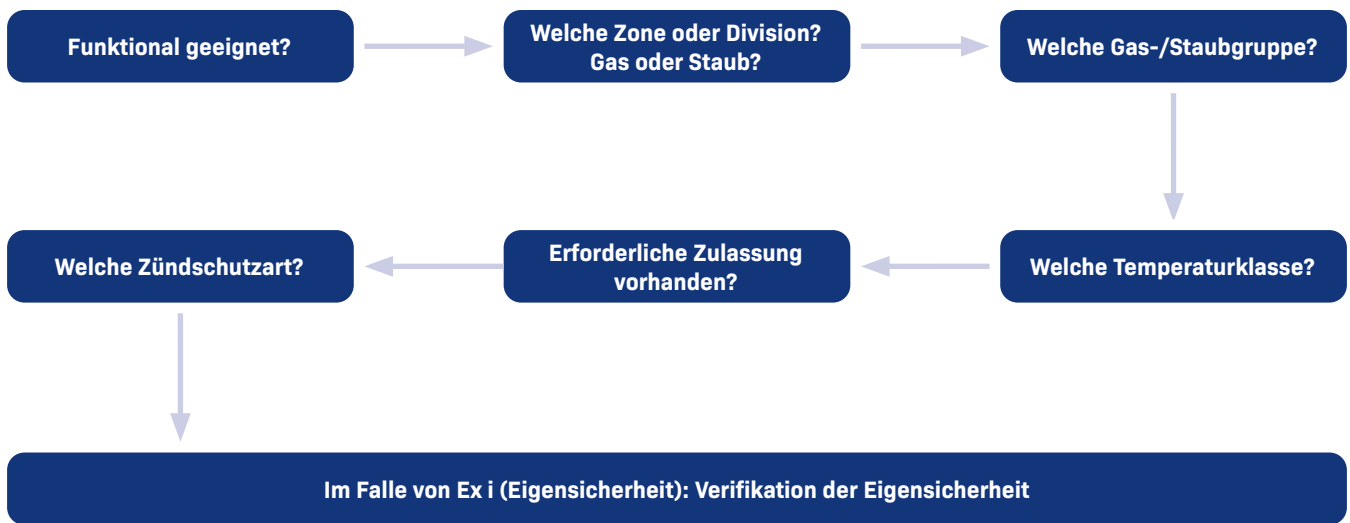 Funktional geeignet?
Welche Zone oder Division?
Gas oder Staub?
Welche Gas-/Staubgruppe?
Welche Temperaturklasse?
Erforderliche Zulassung
vorhanden?
Welche Zündschutzart?
Im Falle von Ex i (Eigensicherheit): Verifikation der Eigensicherheit